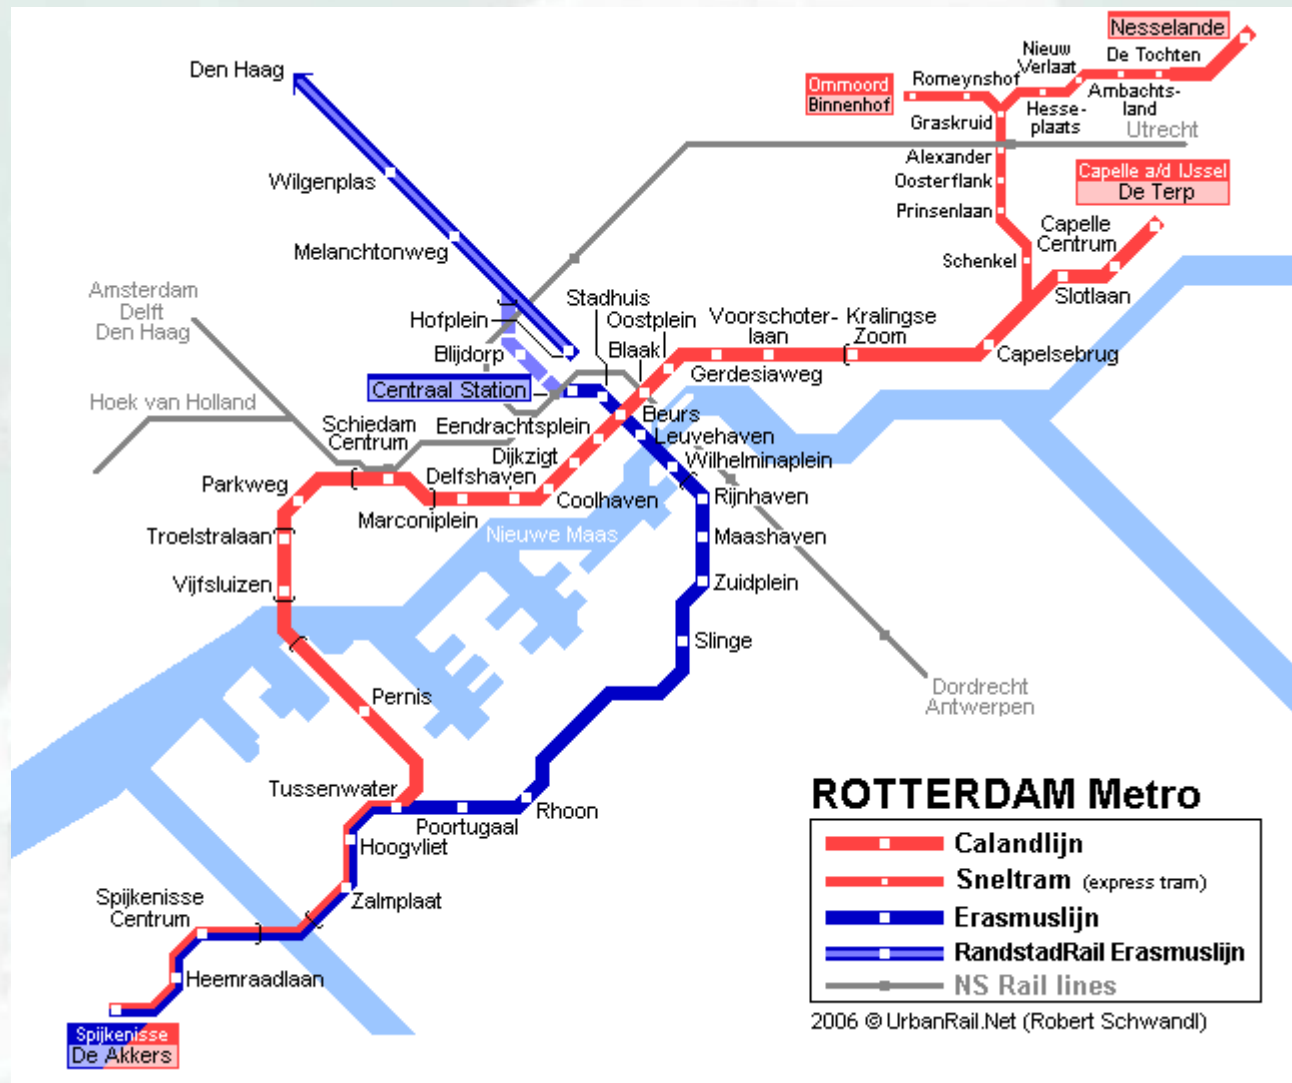 Nesselande
Nieuw
Verlaat
De Tochten
Den Haag
Ommoord
Binnenhof
Romeynshof
Hesse-
plaats
Ambachts-
land
Graskruid
Utrecht
Alexander
Oosterflank
Prinsenlaan
Capelle a/d IJssel
De Terp
Wilgenplas
Capelle
Centrum
Melanchtonweg
Schenkel
Slotlaan
Amsterdam
Delft
Den Haag
Hofplein
Stadhuis
Oostplein
Blaak
Voorschoter-
laan
Kralingse
Zoom
Blijdorp
Gerdesiaweg
Capelsebrug
Centraal Station
Hoek van Holland
Schiedam
Centrum
Eendrachtsplein
Beurs
Leuvehaven
Dijkzigt
Wilhelminaplein
Parkweg
Delfshaven
Coolhaven
Rijnhaven
Marconiplein
Troelstralaan
Nieuwe Maas
Maashaven
Vijfsluizen
Zuidplein
Slinge
Pernis
Dordrecht
Antwerpen
Tussenwater
Rhoon
Poortugaal
Hoogvliet
Zalmplaat
Spijkenisse
Centrum
Heemraadlaan
Spijkenisse
De Akkers
ROTTERDAM Metro
Calandlijn
Sneltram (express tram)
Erasmuslijn
RandstadRail Erasmuslijn
NS Rail lines
2006 © UrbanRail.Net (Robert Schwandl)